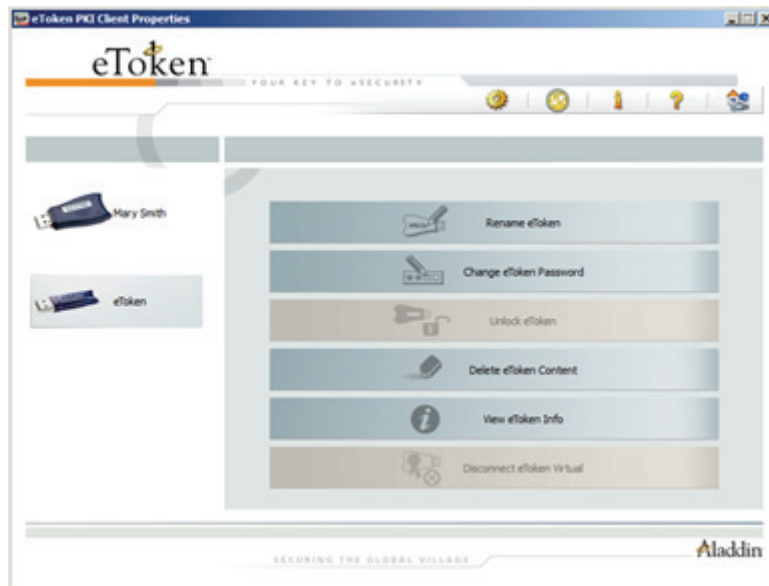 eToken PKI Client Properties
eToken
YOUR KEY TO eSECURITY
Mary Smith
eToken
Rename eToken
Change eToken Password
Unlock eToken
Delete eToken Content
View eToken Info
Disconnect eToken Virtual
SECURING THE GLOBAL VILLAGE
Aladdin